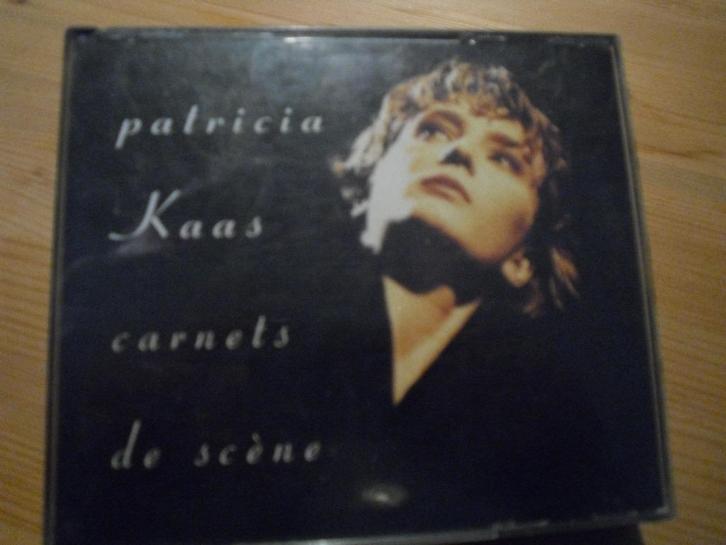 patricia
Kaas
carnets
de scène